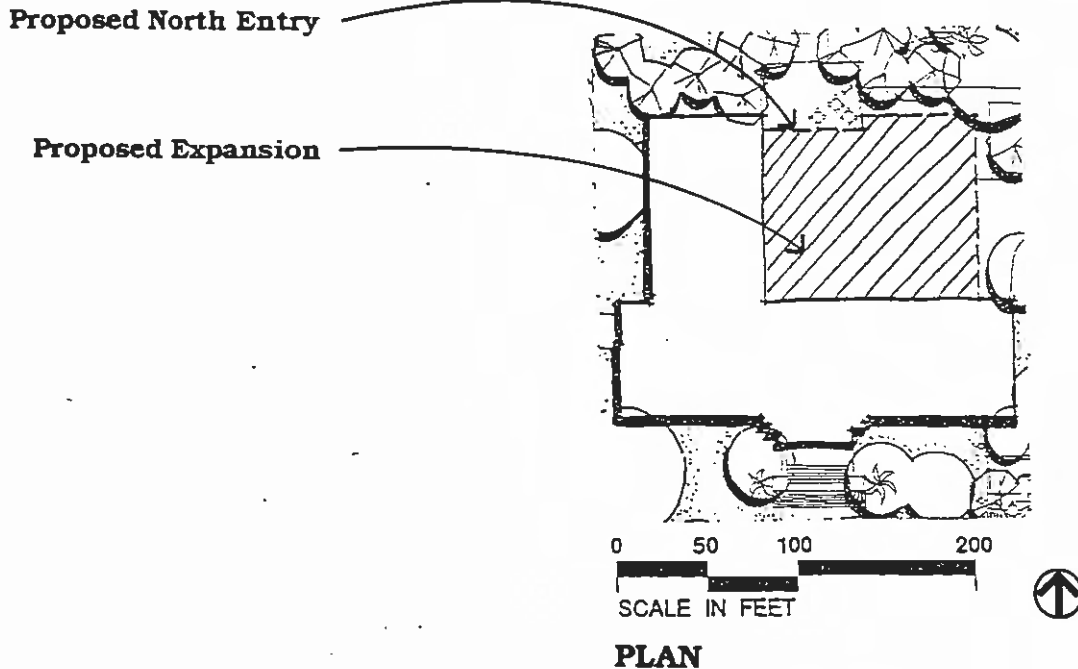 Proposed North Entry
Proposed Expansion
0 50 100 200
SCALE IN FEET
PLAN